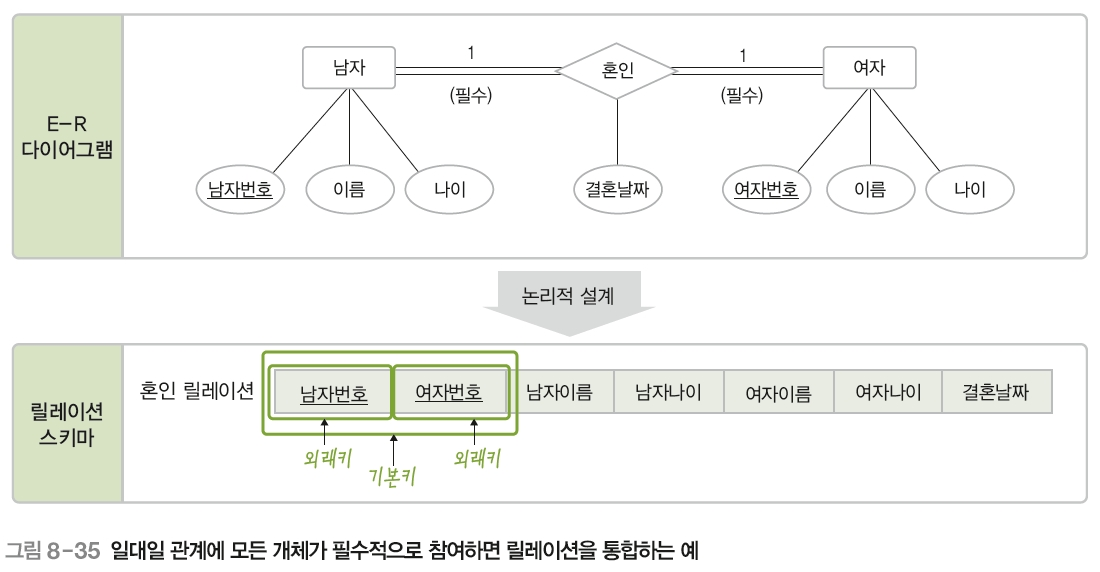 E-R
다이어그램
남자
1
(필수)
혼인
1
(필수)
여자
남자번호
이름
나이
결혼날짜
여자번호
이름
나이
논리적 설계
릴레이션
스키마
혼인 릴레이션
남자번호
여자번호
남자이름
남자나이
여자이름
여자나이
결혼날짜
외래키
기본키
외래키
그림 8-35 일대일 관계에 모든 개체가 필수적으로 참여하면 릴레이션을 통합하는 예